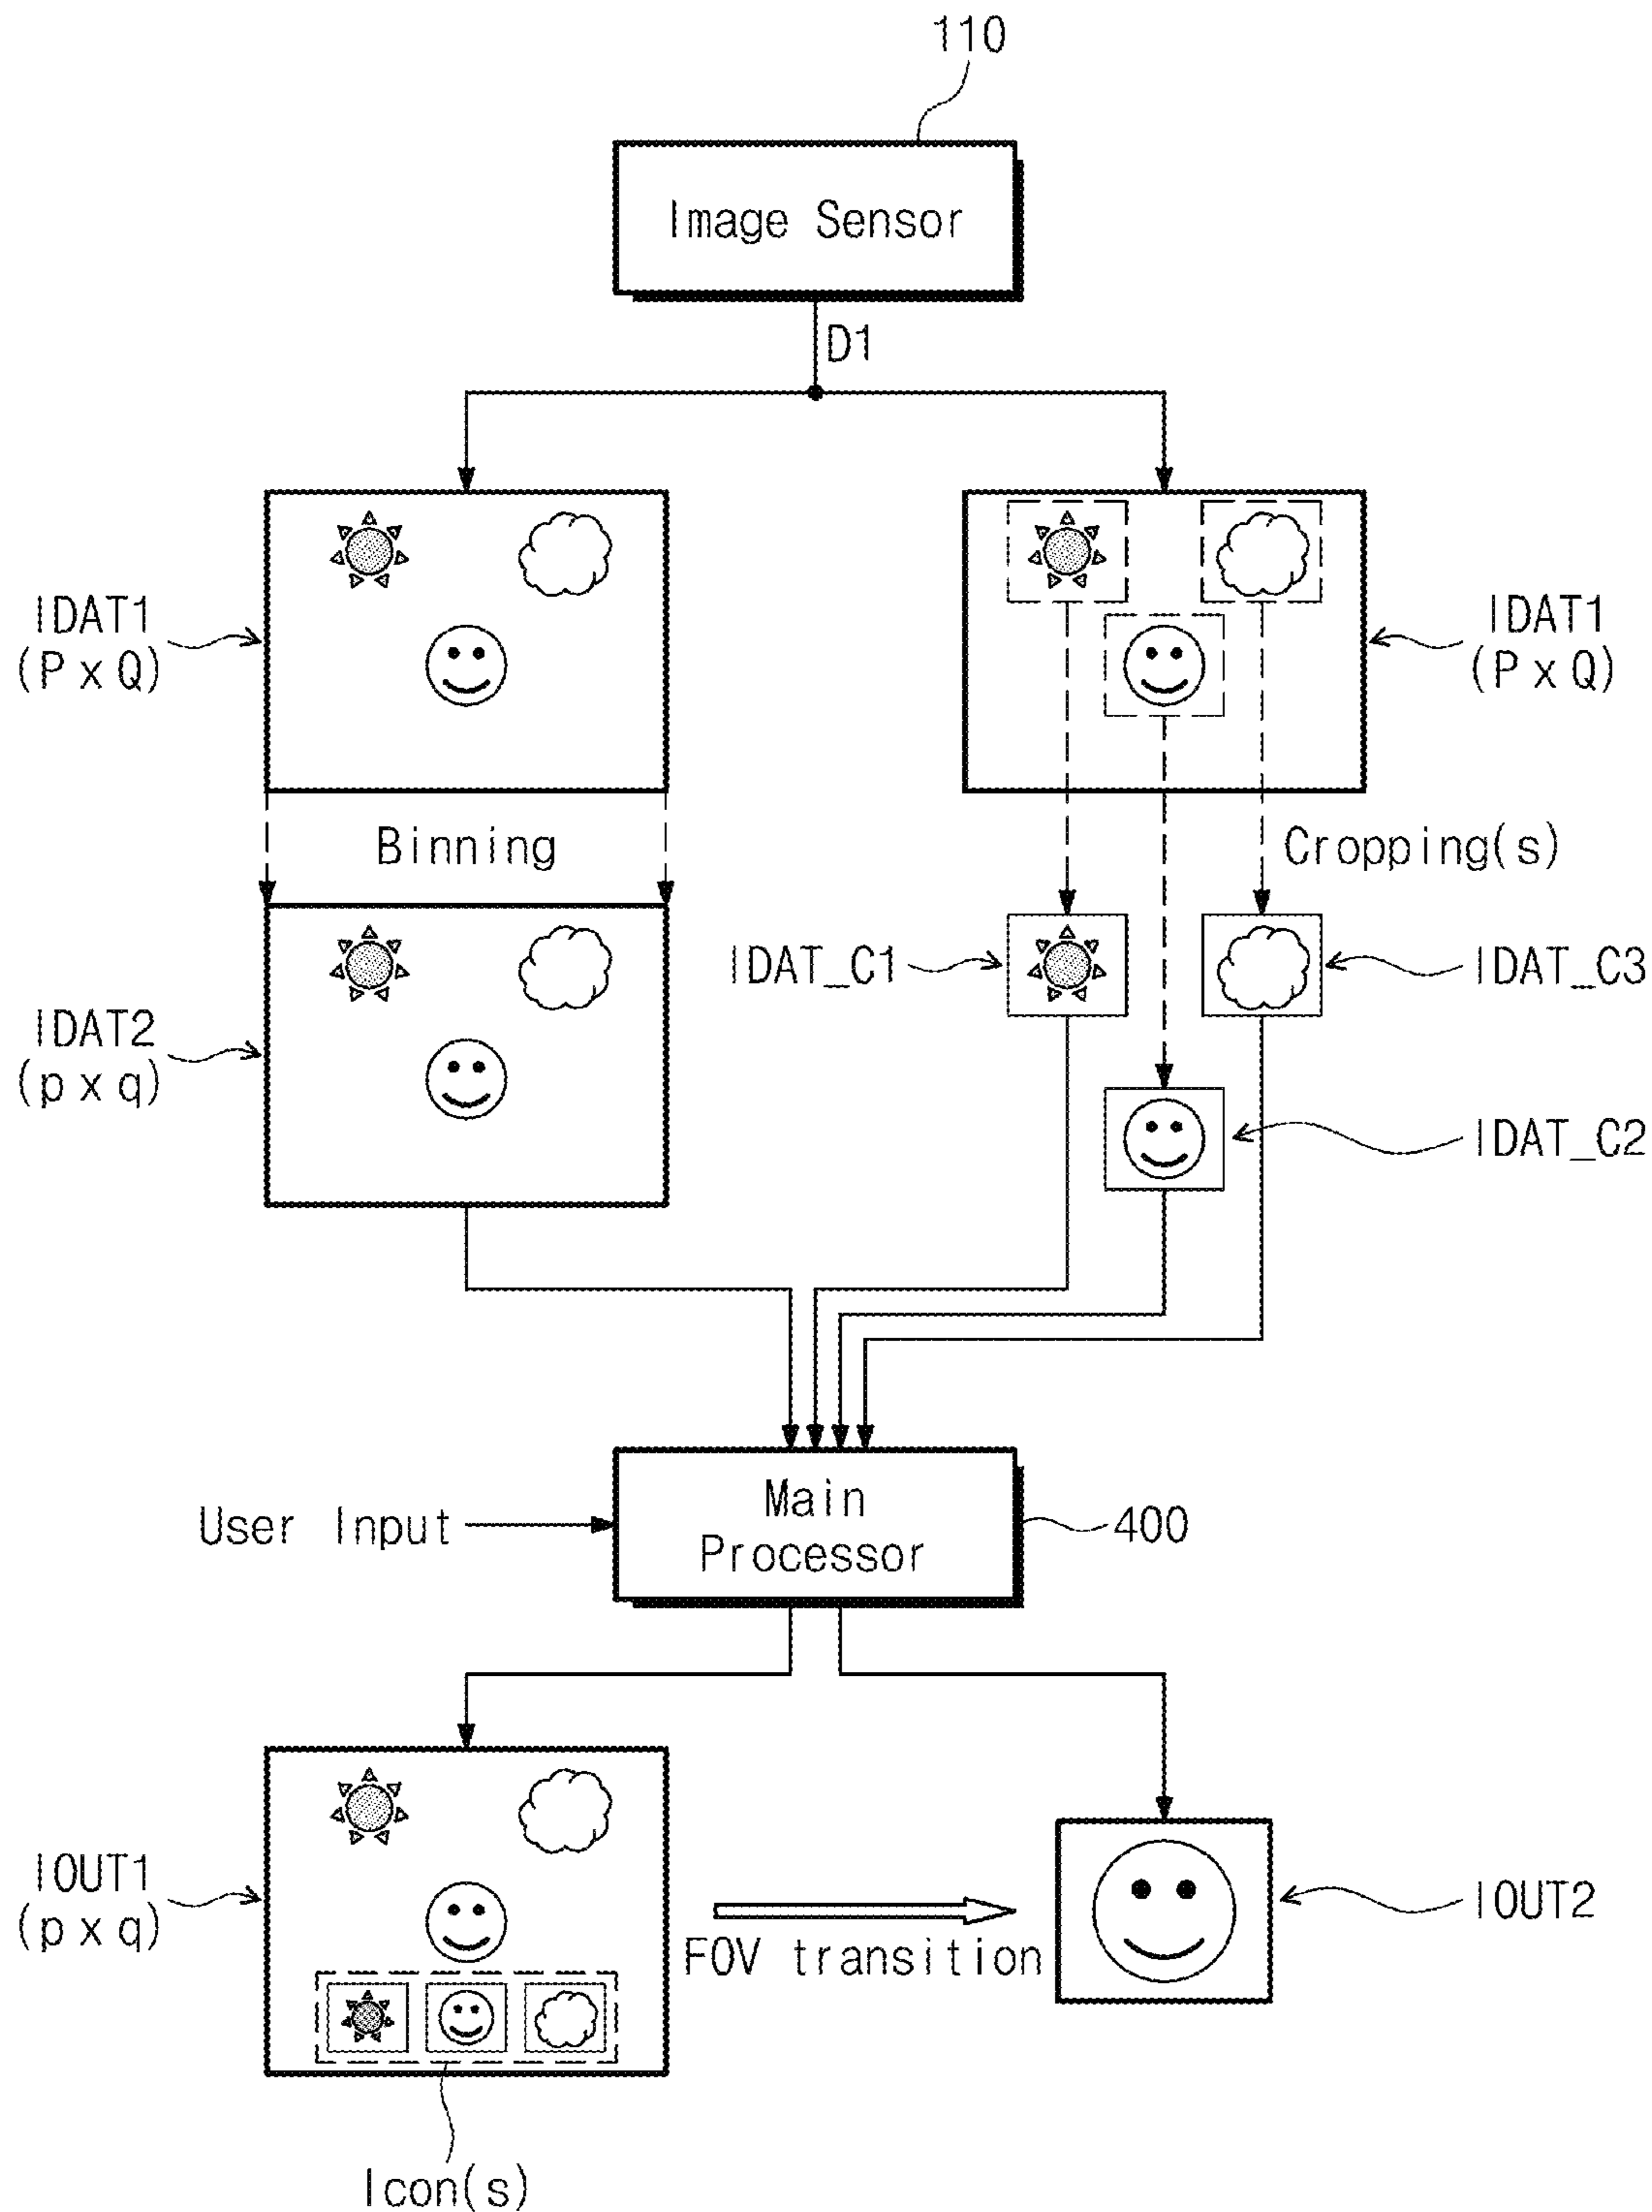 110
Image Sensor
D1
IDAT1
(P x Q)
IDAT1
(P x Q)
Binning
Cropping(s)
IDAT_C1
IDAT_C3
IDAT2
(p x q)
IDAT_C2
User Input
Main
Processor
400
IOUT1
(p x q)
FOV transition
IOUT2
Icon(s)